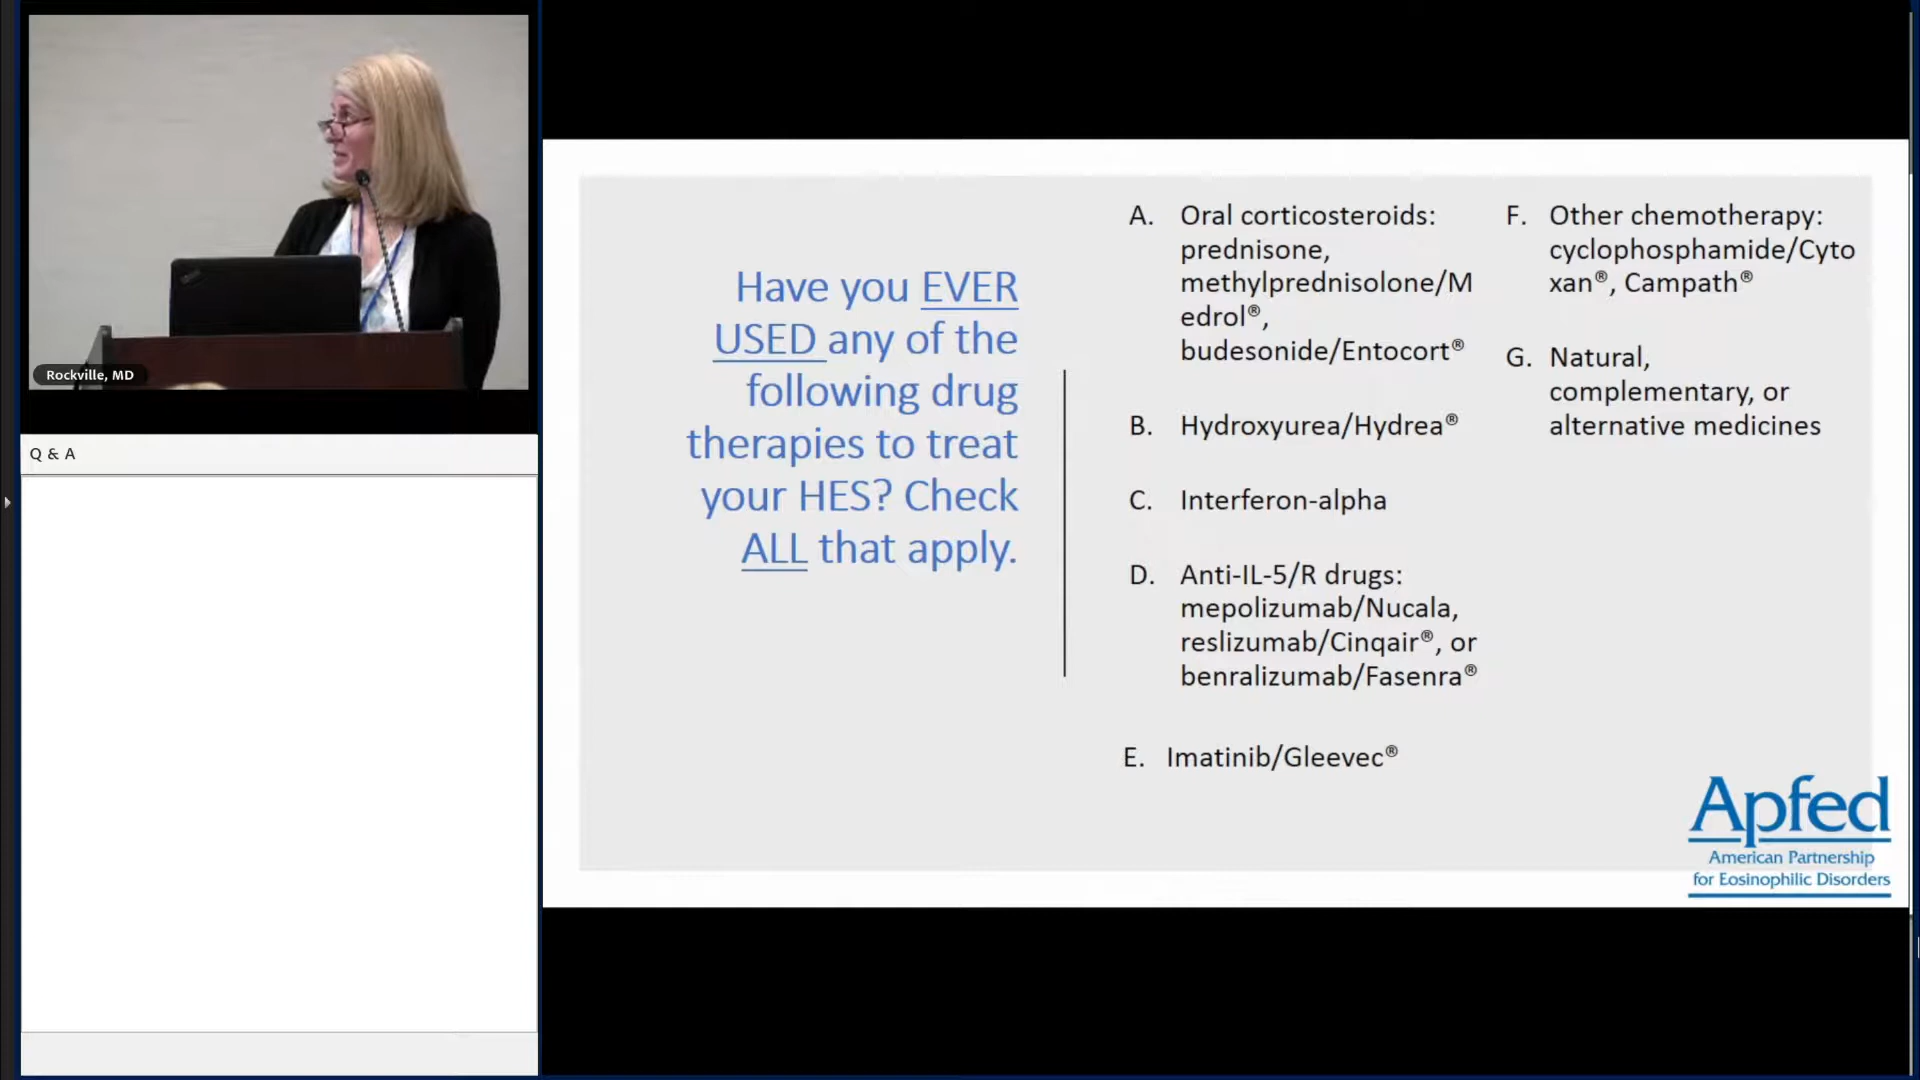 Rockville, MD
Q & A
Have you EVER
USED any of the
following drug
therapies to treat
your HES? Check
ALL that apply.
A. Oral corticosteroids:
prednisone,
methylprednisolone/M
edrol®,
budesonide/Entocort®
B. Hydroxyurea/Hydrea®
C. Interferon-alpha
D. Anti-IL-5/R drugs:
mepolizumab/Nucala,
reslizumab/Cinqair®, or
benralizumab/Fasenra®
E. Imatinib/Gleevec®
F. Other chemotherapy:
cyclophosphamide/Cyto
xan®, Campath®
G. Natural,
complementary, or
alternative medicines
Apfed
American Partnership
for Eosinophilic Disorders